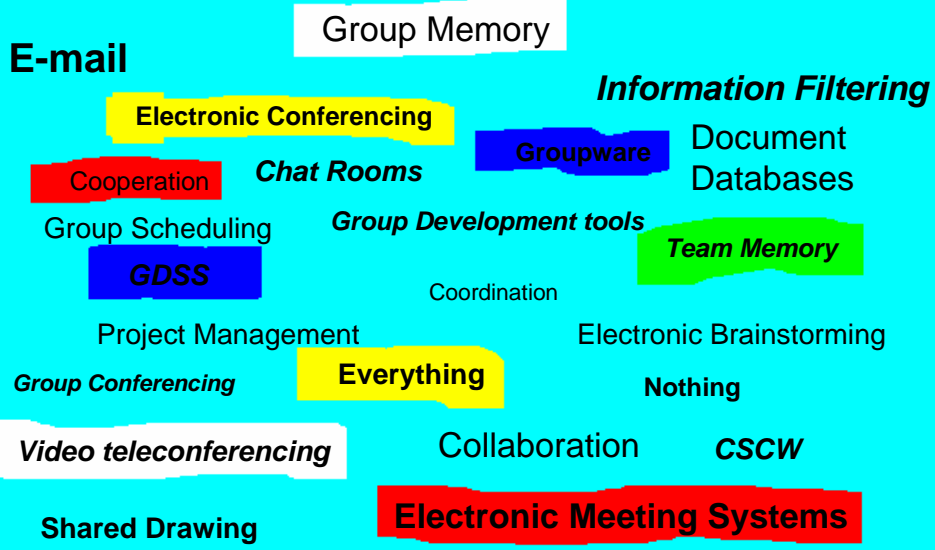 Group Memory
E-mail
Information Filtering
Electronic Conferencing
Document
Databases
Groupware
Chat Rooms
Cooperation
Group Development tools
Group Scheduling
Team Memory
GDSS
Coordination
Project Management
Electronic Brainstorming
Everything
Group Conferencing
Nothing
Collaboration
CSCW
Video teleconferencing
Electronic Meeting Systems
Shared Drawing